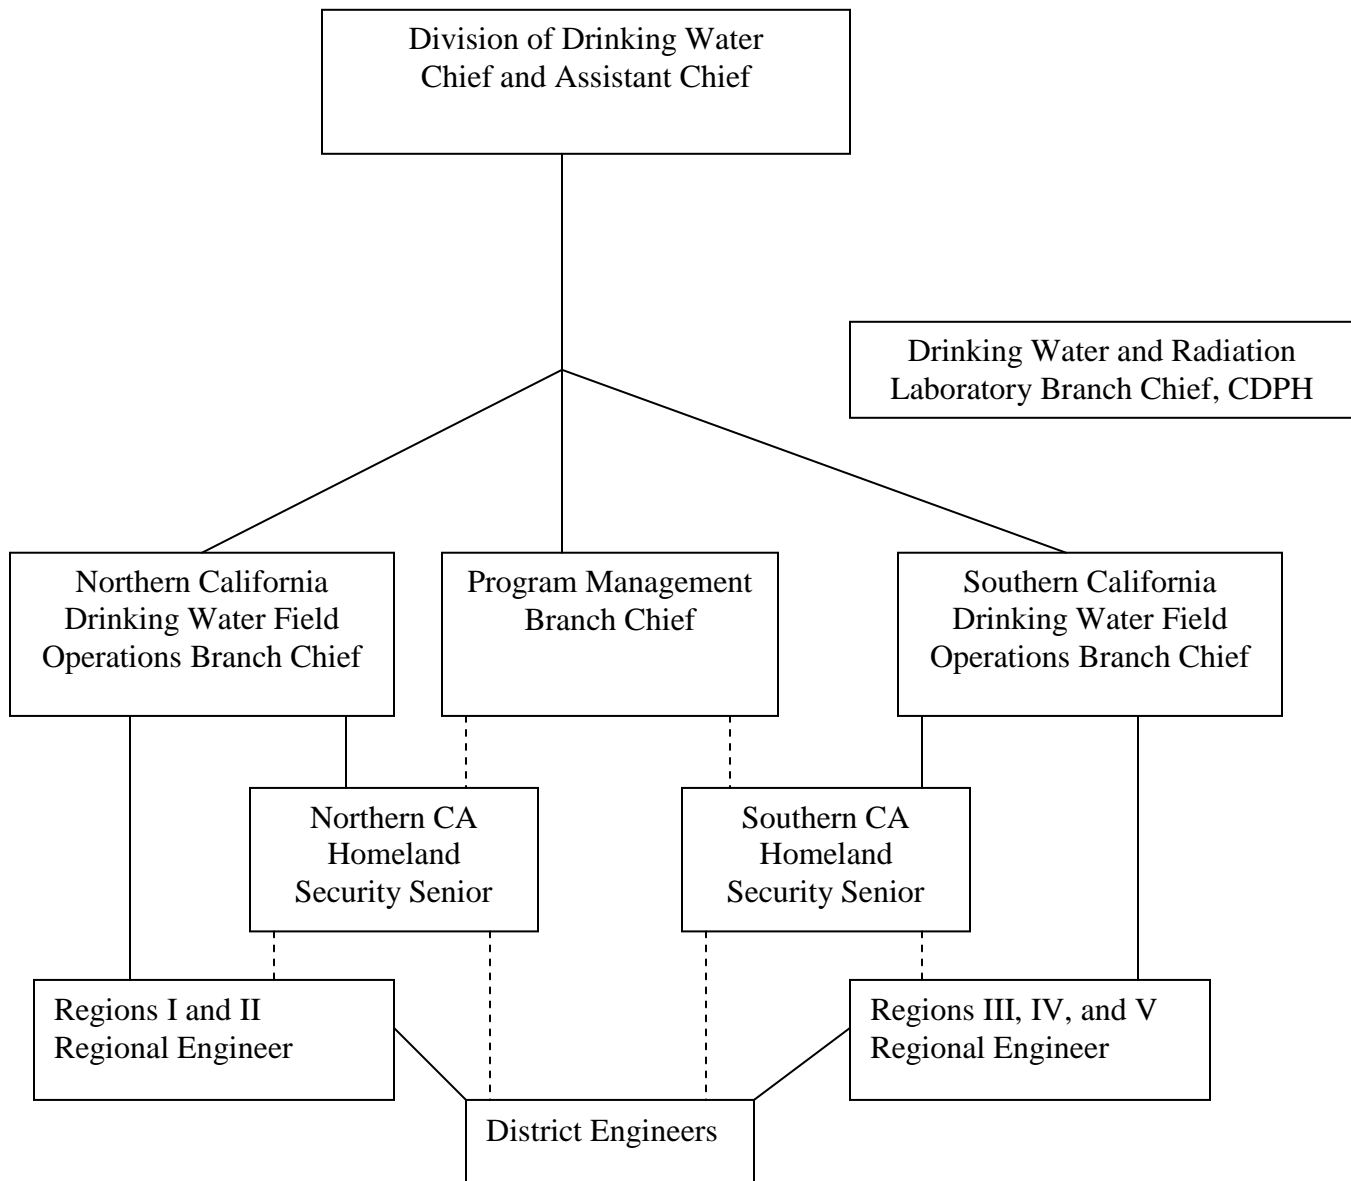 Division of Drinking Water
Chief and Assistant Chief
Drinking Water and Radiation
Laboratory Branch Chief, CDPH
Northern California
Drinking Water Field
Operations Branch Chief
Program Management
Branch Chief
Southern California
Drinking Water Field
Operations Branch Chief
Northern CA
Homeland
Security Senior
Southern CA
Homeland
Security Senior
Regions I and II
Regional Engineer
Regions III, IV, and V
Regional Engineer
District Engineers